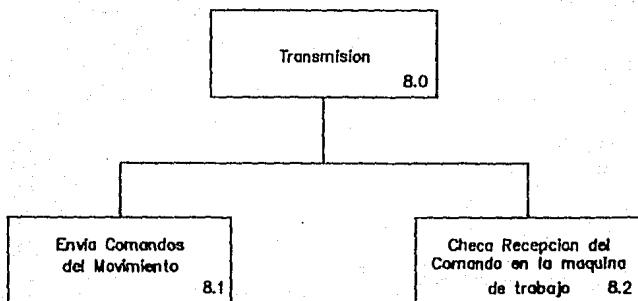 Transmision
8.0
Envia Comandos
del Movimiento
8.1
Checa Recepcion del
Comando en la maquina
de trabajo 8.2